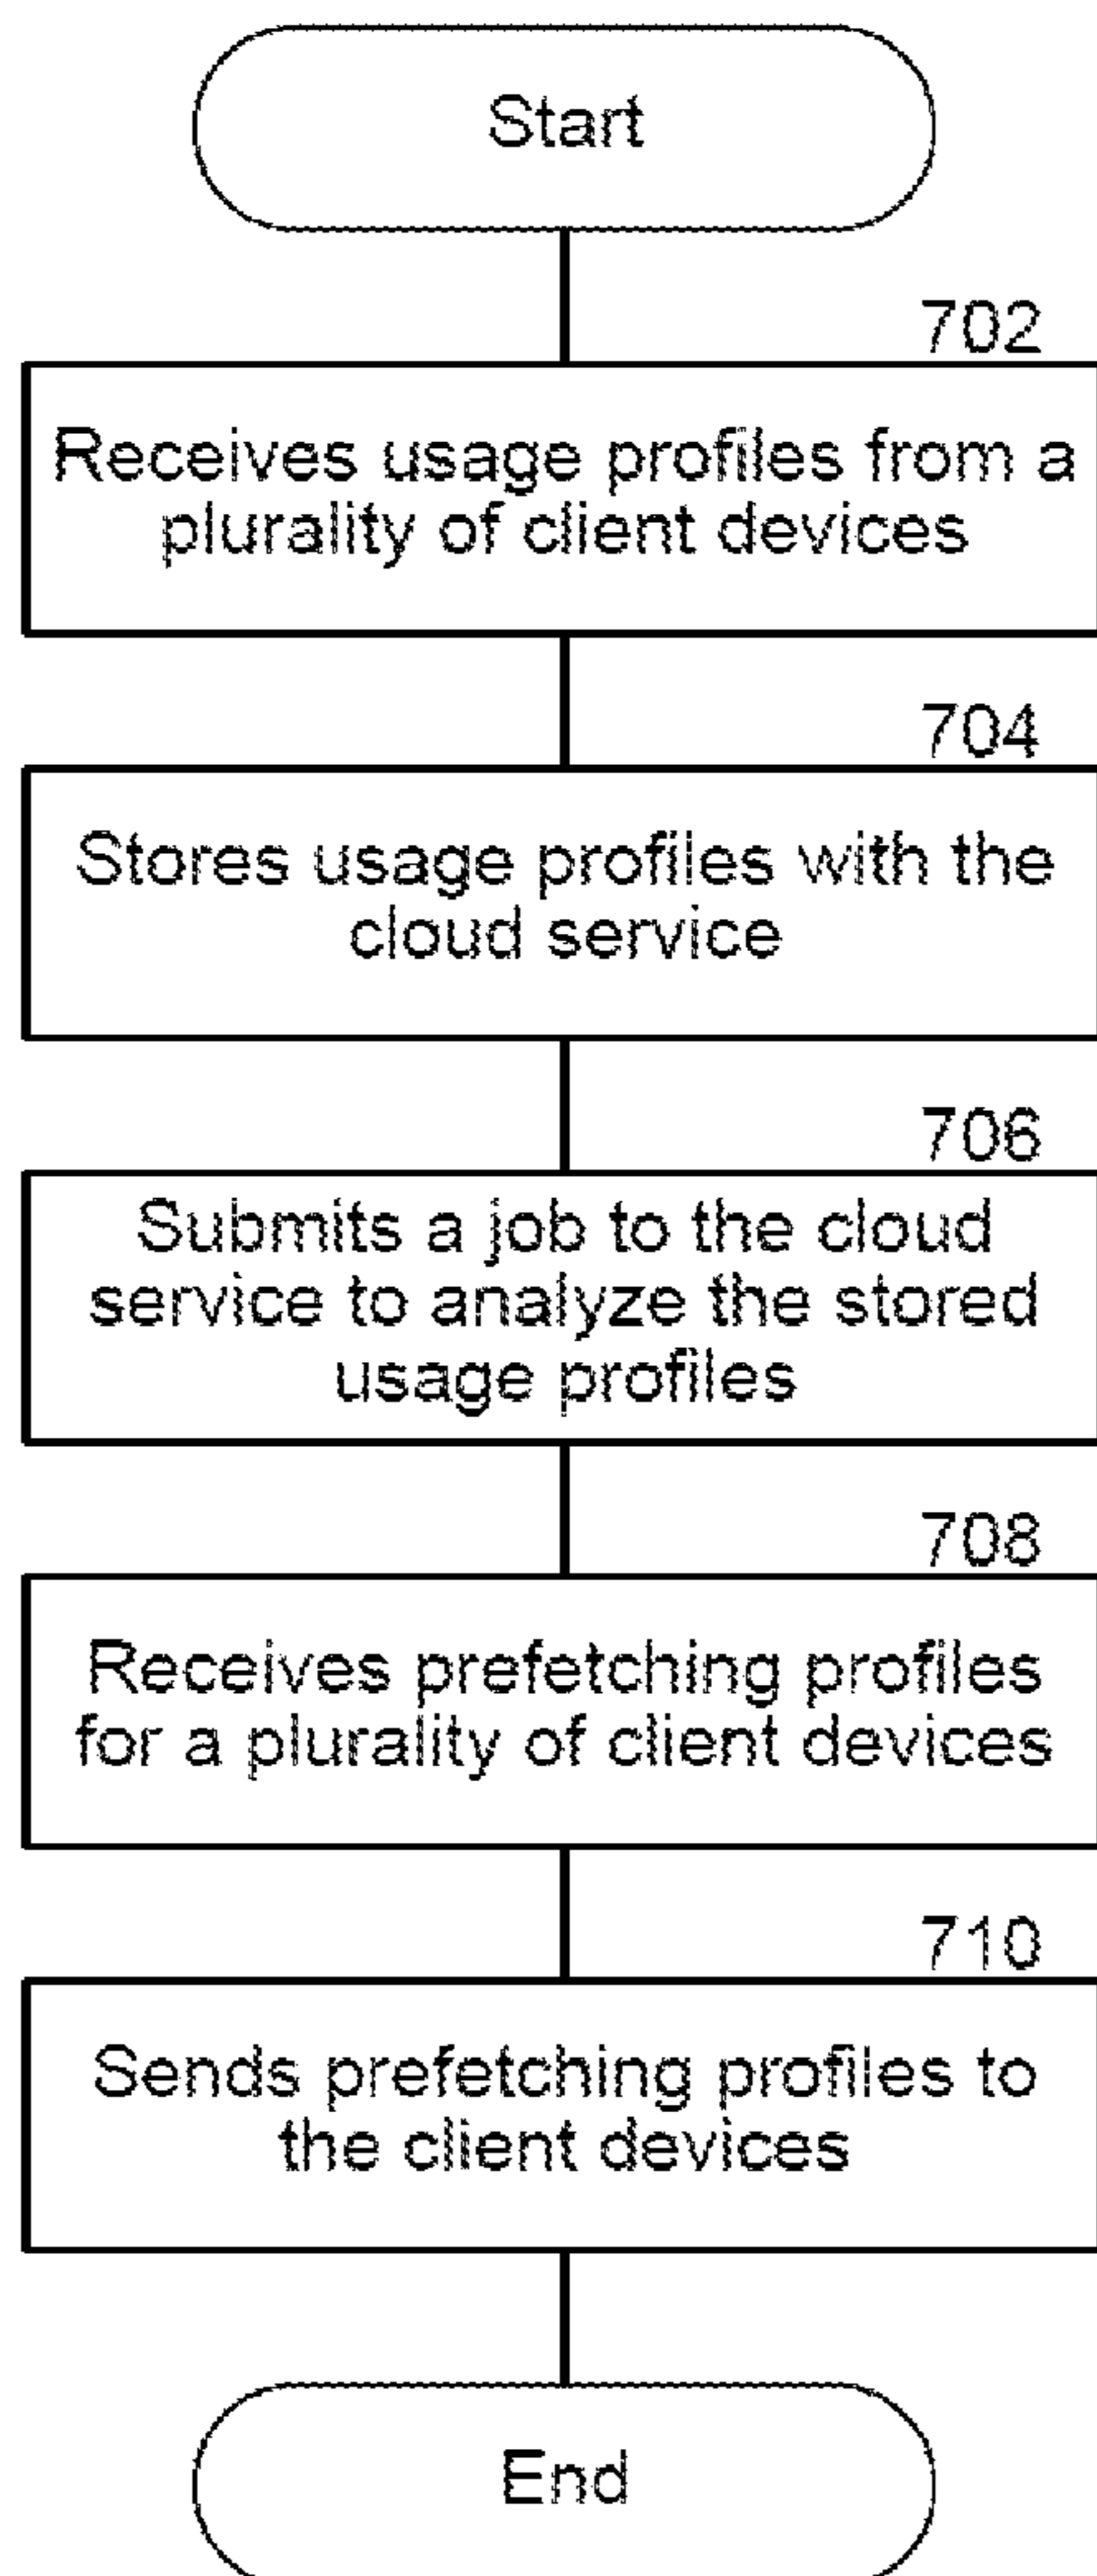 Start
702
Receives usage profiles from a
plurality of client devices
704
Stores usage profiles with the
cloud service
706
Submits a job to the cloud
service to analyze the stored
usage profiles
708
Receives prefetching profiles
for a plurality of client devices
710
Sends prefetching profiles to
the client devices
End